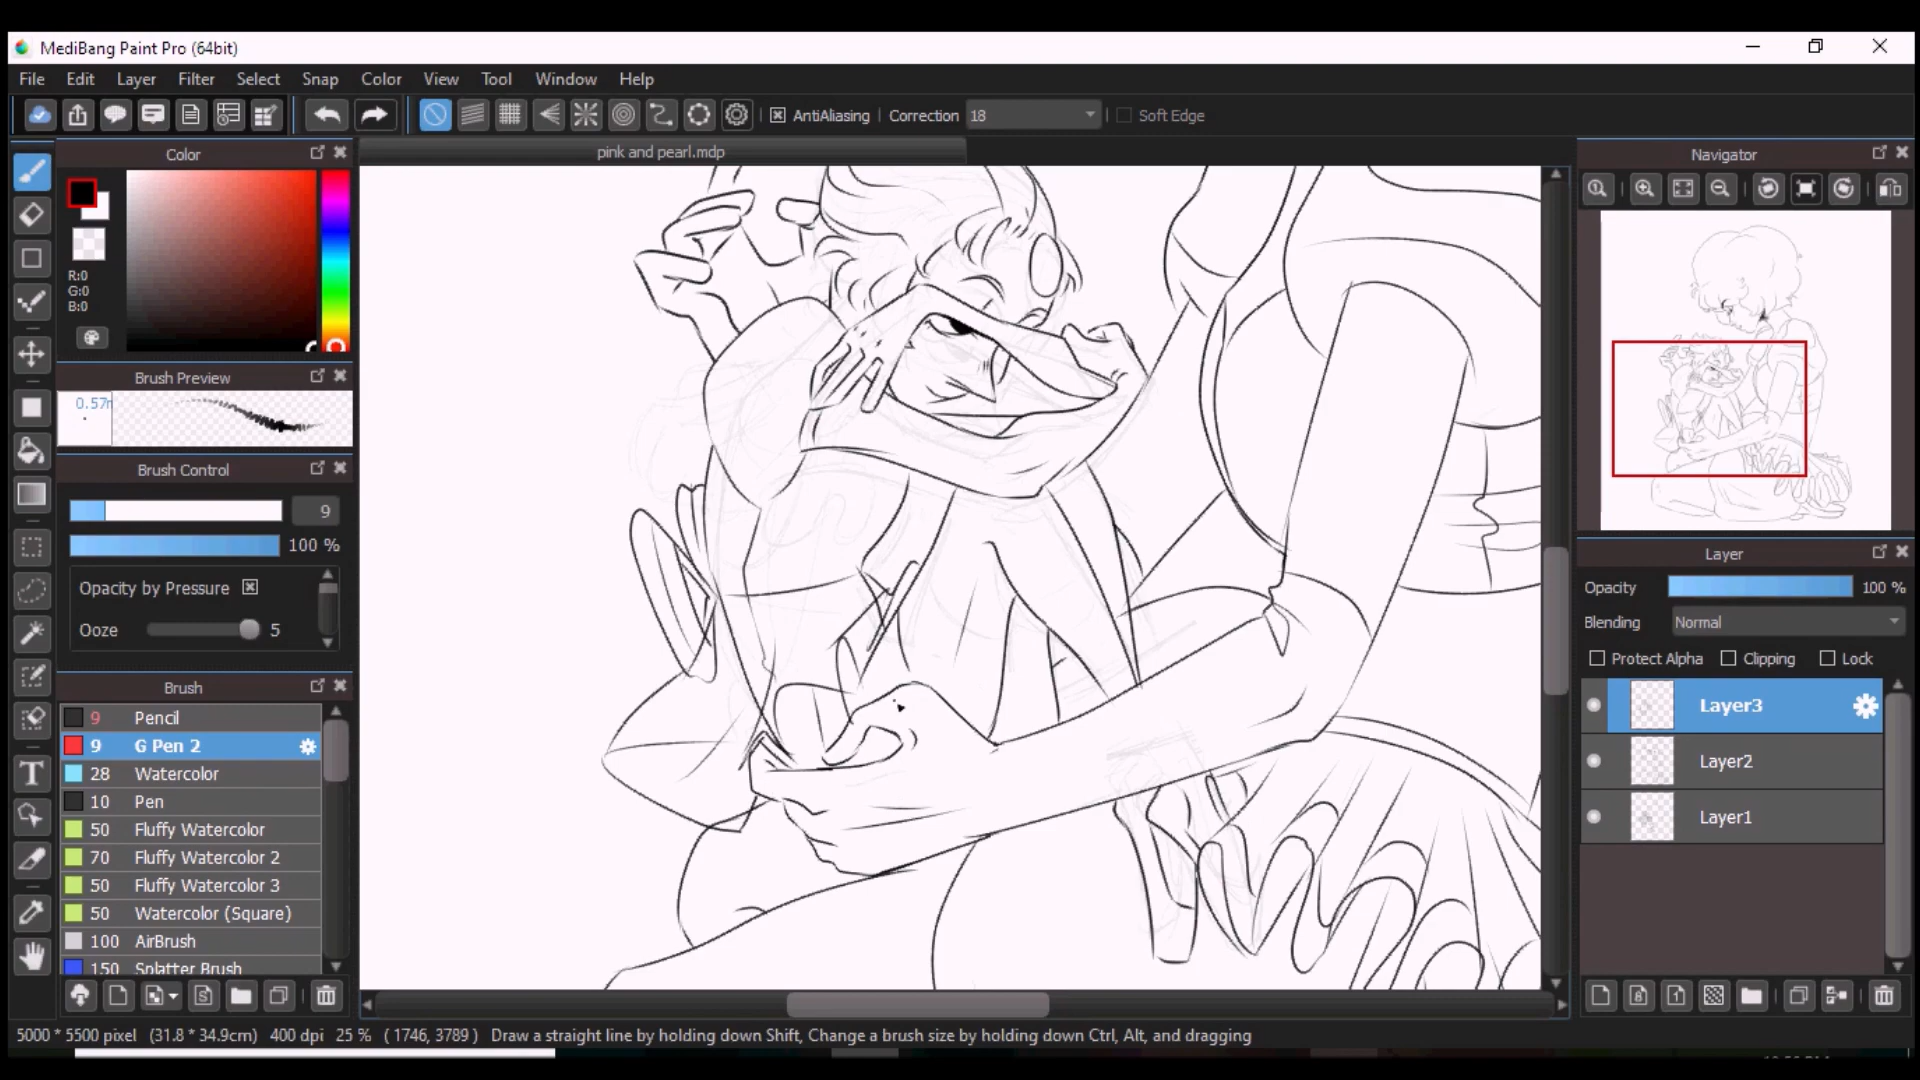 MediBang Paint Pro (64bit)
File Edit Layer Filter Select Snap Color View Tool Window Help
AntiAliasing Correction 18 Soft Edge
Color
pink and pearl.mdp
Navigator
R:0
G:0
B:0
Brush Preview
0.57
Brush Control
9
100 %
Opacity by Pressure
Ooze 5
Brush
9 Pencil
9 G Pen 2
28 Watercolor
10 Pen
50 Fluffy Watercolor
70 Fluffy Watercolor 2
50 Fluffy Watercolor 3
50 Watercolor (Square)
100 AirBrush
150 Splatter Brush
Layer
Opacity 100 %
Blending Normal
Protect Alpha Clipping Lock
Layer3
Layer2
Layer1
5000 * 5500 pixel (31.8 * 34.9cm) 400 dpi 25 % ( 1746, 3789 ) Draw a straight line by holding down Shift, Change a brush size by holding down Ctrl, Alt, and dragging